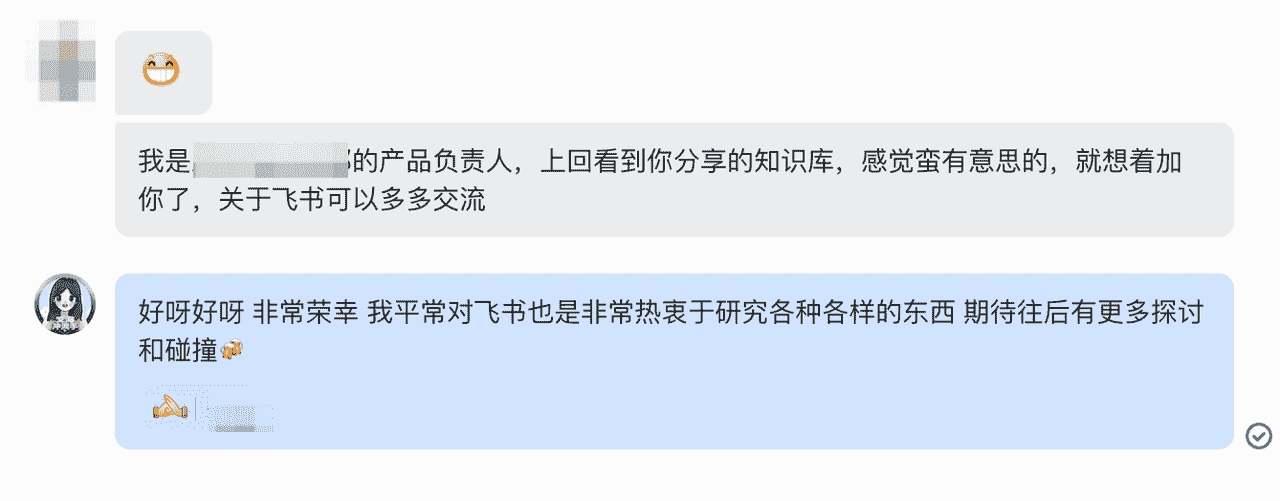 我是
的产品负责人，上回看到你分享的知识库，感觉蛮有意思的，就想着加
你了，关于飞书可以多多交流
好呀好呀 非常荣幸 我平常对飞书也是非常热衷于研究各种各样的东西 期待往后有更多探讨
和碰撞